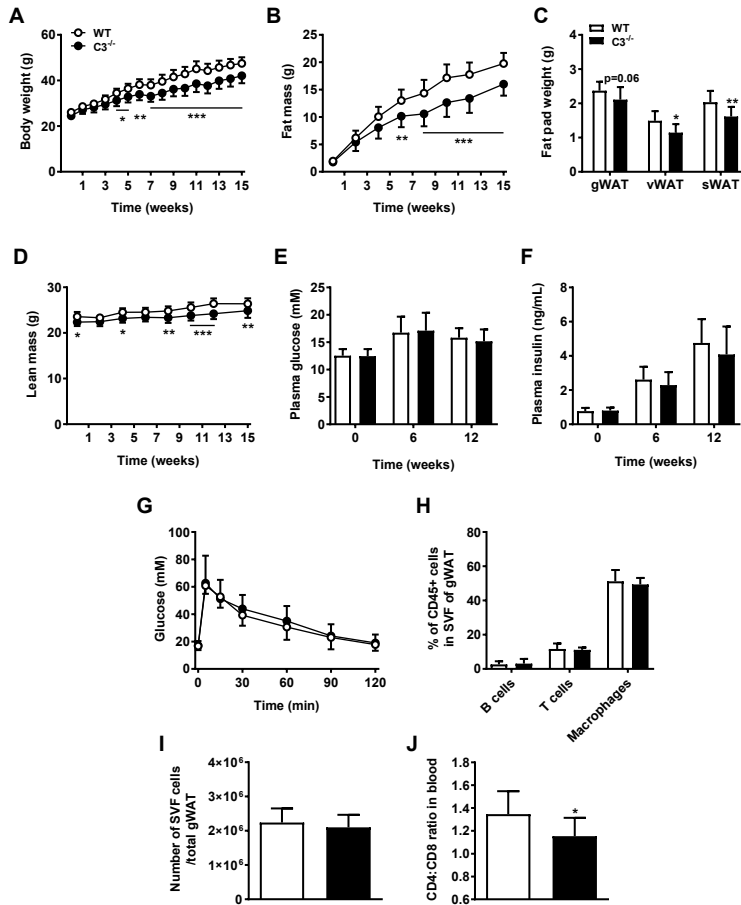 A
WT
C3⁻/⁻
Body weight (g)
60
40
20
0
* ** ***
1 3 5 7 9 11 13 15
Time (weeks)
B
Fat mass (g)
25
20
15
10
5
0
** ***
1 3 5 7 9 11 13 15
Time (weeks)
C
WT
C3⁻/⁻
Fat pad weight (g)
4
3
2
1
0
p=0.06
*
**
gWAT vWAT sWAT
D
Lean mass (g)
30
20
10
0
* * ** *** **
1 3 5 7 9 11 13 15
Time (weeks)
E
Plasma glucose (mM)
25
20
15
10
5
0
0 6 12
Time (weeks)
F
Plasma insulin (ng/mL)
8
6
4
2
0
0 6 12
Time (weeks)
G
Glucose (mM)
100
80
60
40
20
0
0 30 60 90 120
Time (min)
H
% of CD45+ cells
in SVF of gWAT
80
60
40
20
0
B cells
T cells
Macrophages
I
Number of SVF cells
/total gWAT
4×10⁶
3×10⁶
2×10⁶
1×10⁶
0
J
CD4:CD8 ratio in blood
1.8
1.6
1.4
1.2
1.0
0.8
*